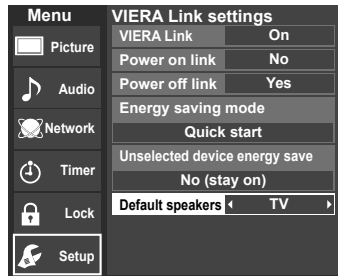 Menu
Picture
Audio
Network
Timer
Lock
Setup
VIERA Link settings
VIERA Link On
Power on link No
Power off link Yes
Energy saving mode
Quick start
Unselected device energy save
No (stay on)
Default speakers TV